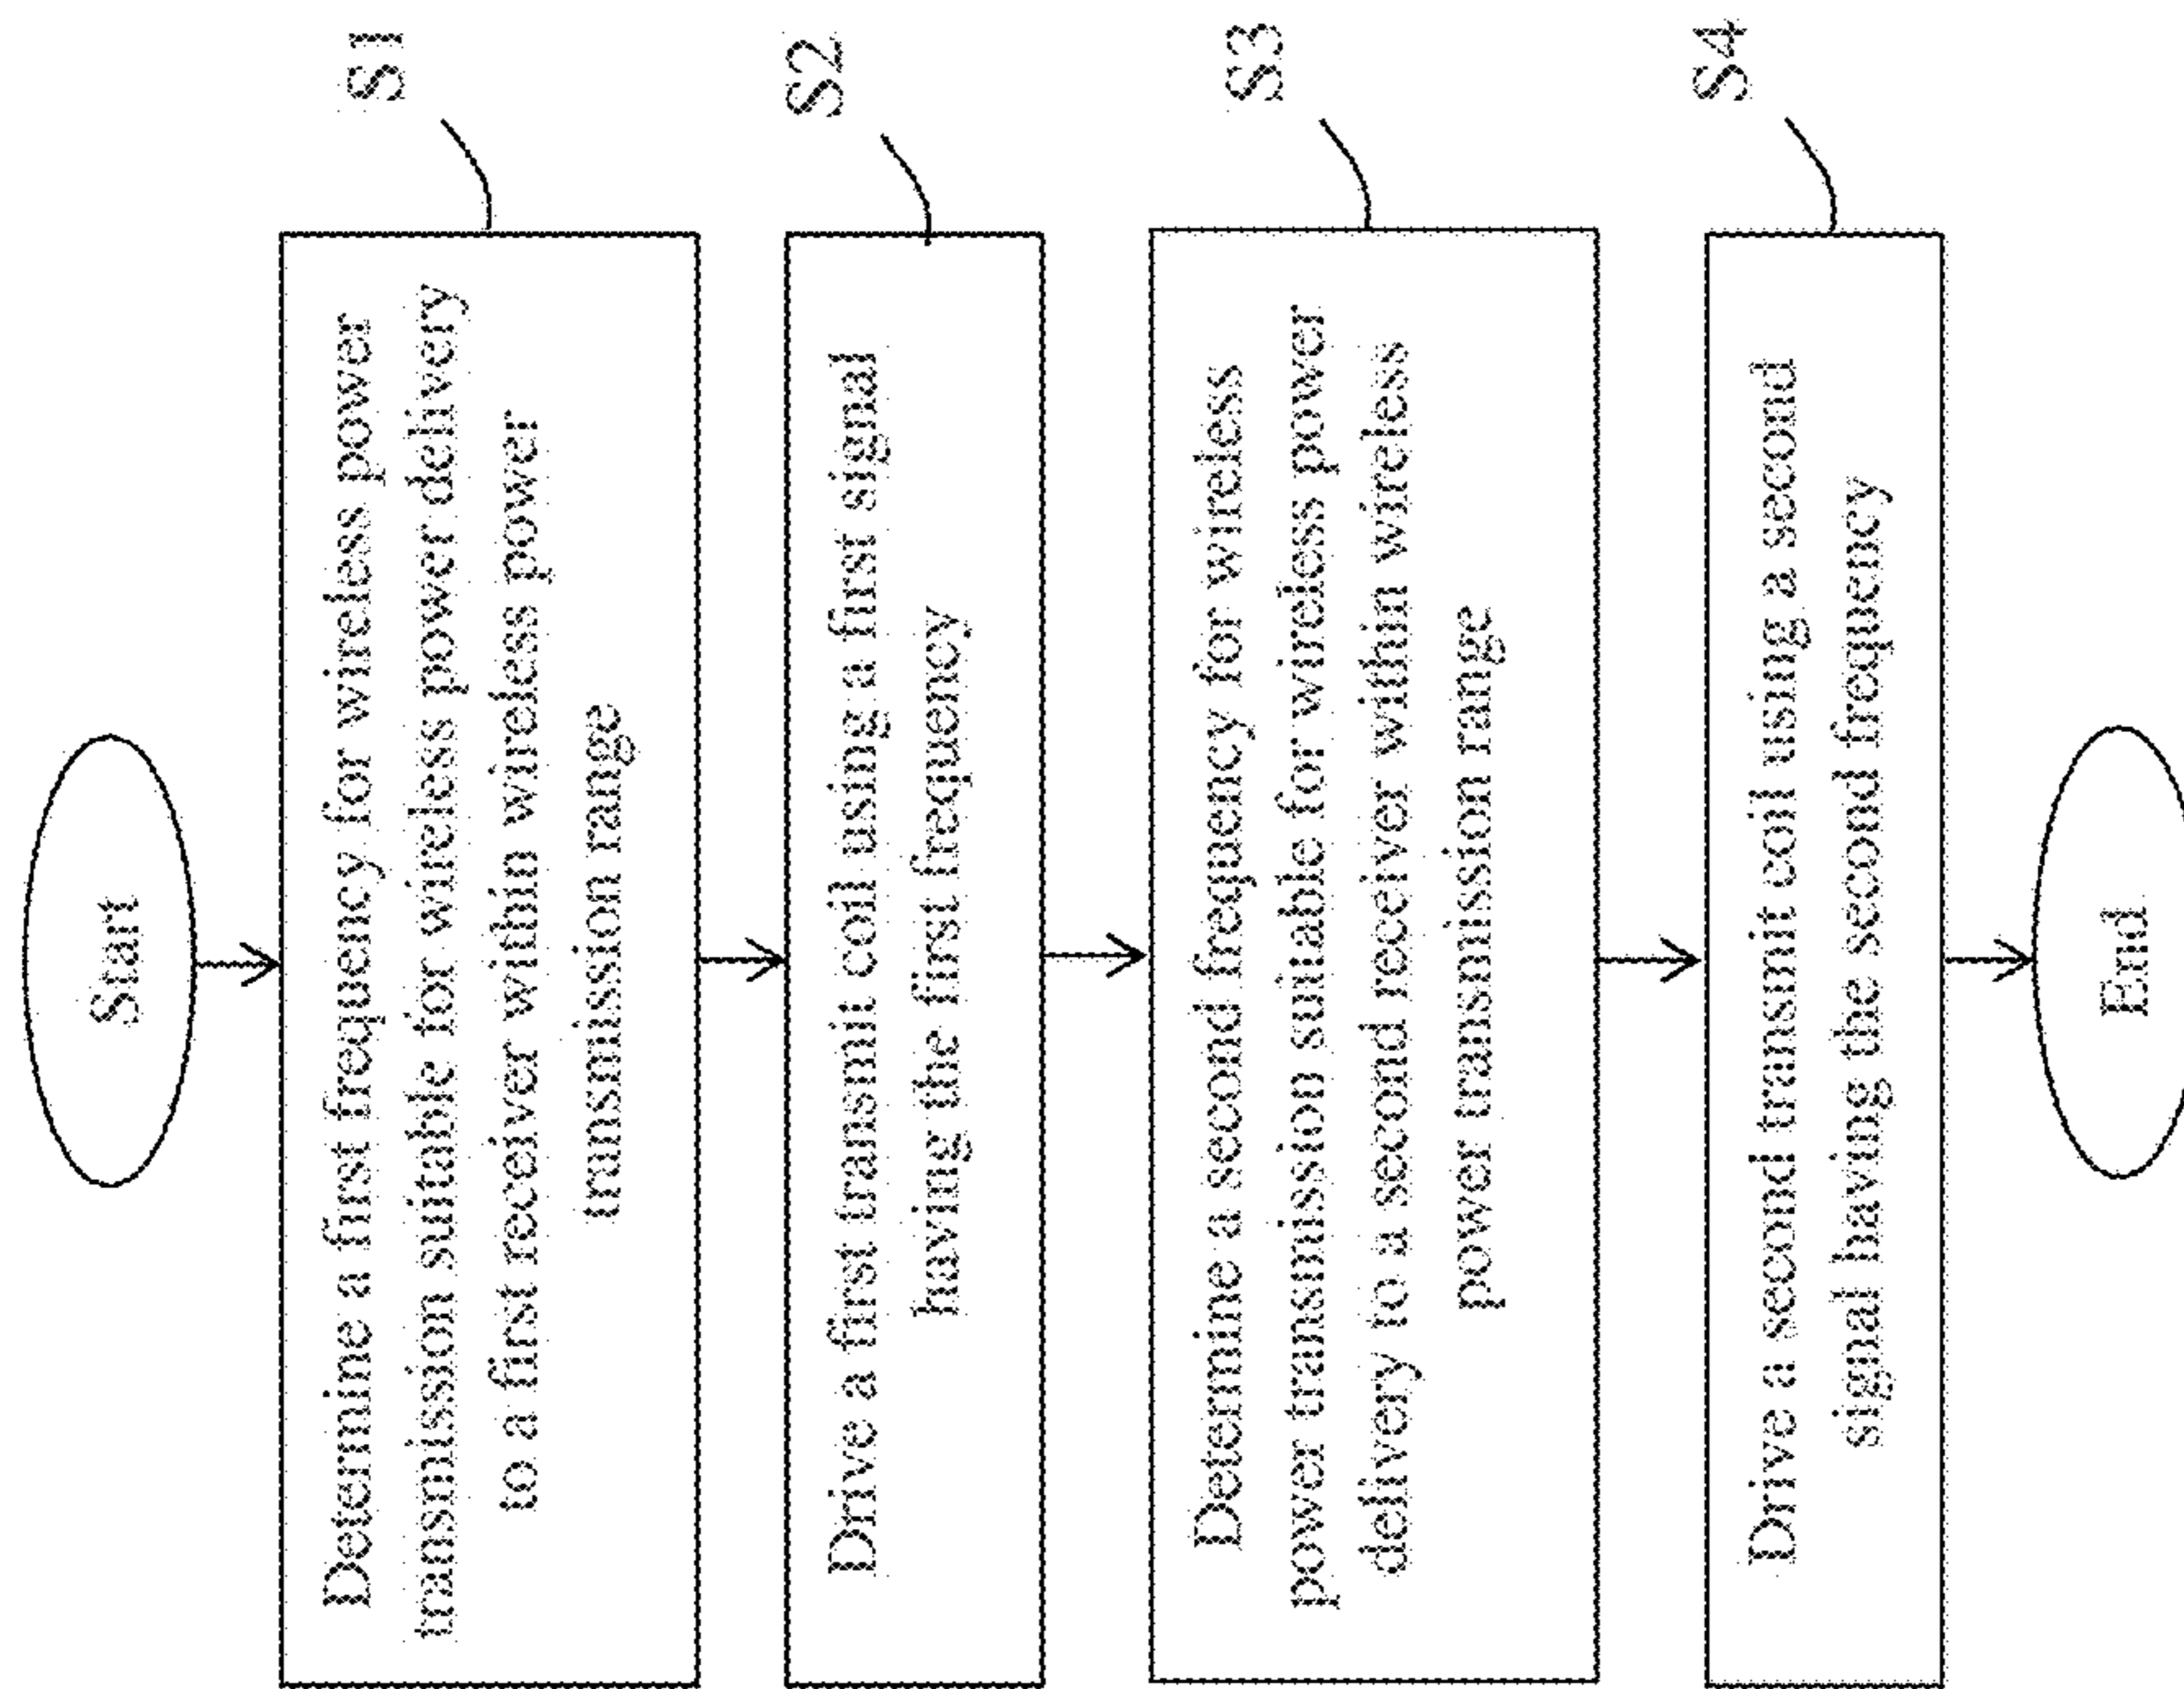 Start
Determine a first frequency for wireless power
transmission suitable for wireless power delivery
to a first receiver within wireless power
transmission range
S1
Drive a first transmit coil using a first signal
having the first frequency
S2
Determine a second frequency for wireless
power transmission suitable for wireless power
delivery to a second receiver within wireless
power transmission range
S3
Drive a second transmit coil using a second
signal having the second frequency
S4
End